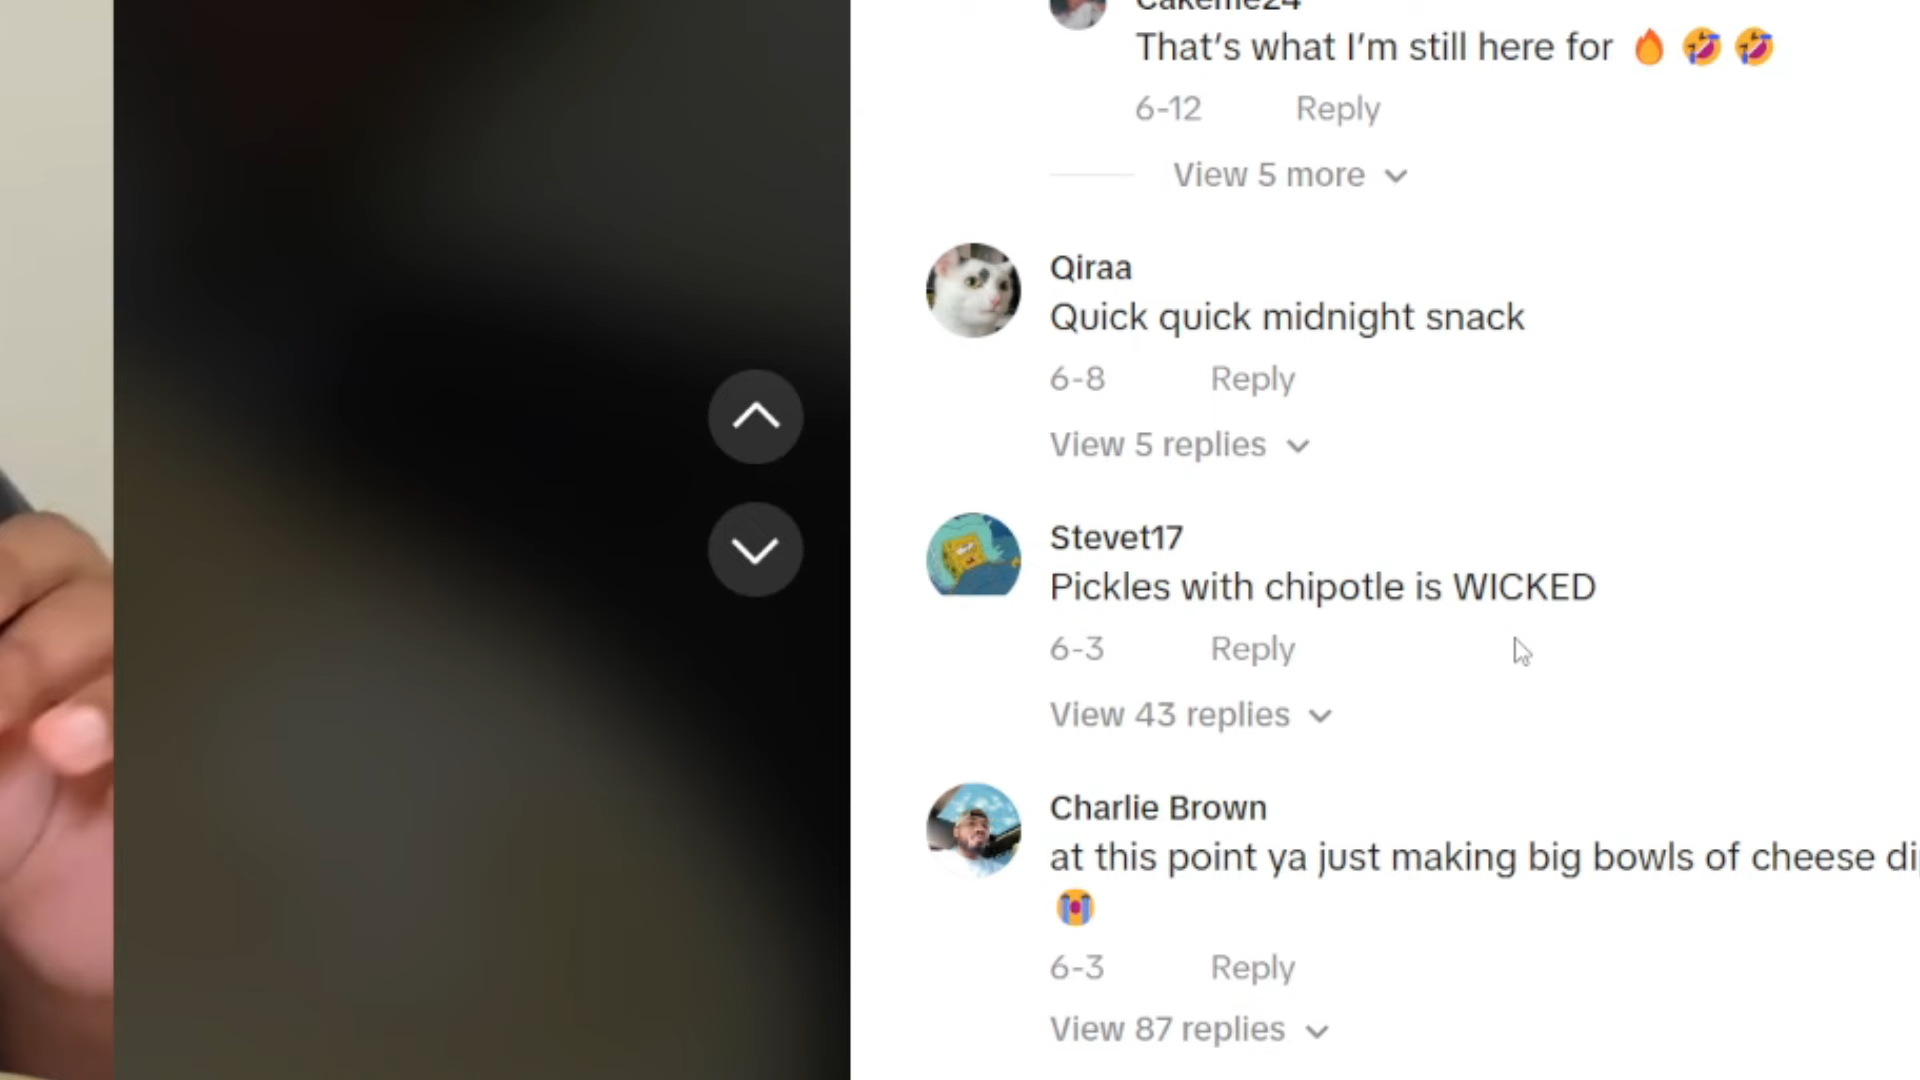 Cakeme24
That’s what I’m still here for 🔥 🤣 🤣
6-12 Reply
View 5 more
Qiraa
Quick quick midnight snack
6-8 Reply
View 5 replies
Stevet17
Pickles with chipotle is WICKED
6-3 Reply
View 43 replies
Charlie Brown
at this point ya just making big bowls of cheese
😭
6-3 Reply
View 87 replies